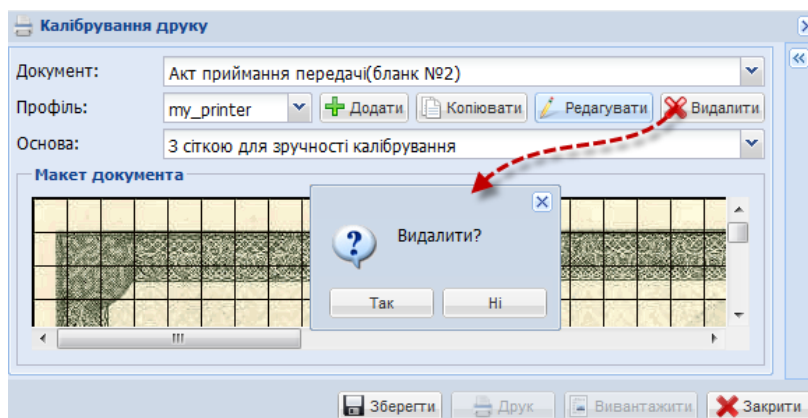 Калібрування друку
Документ: Акт приймання передачі(бланк №2)
Профіль: my_printer Додати Копіювати Редагувати Видалити
Основа: З сіткою для зручності калібрування
Макет документа
Видалити?
Так Ні
Зберегти Друк Вивантажити Закрити